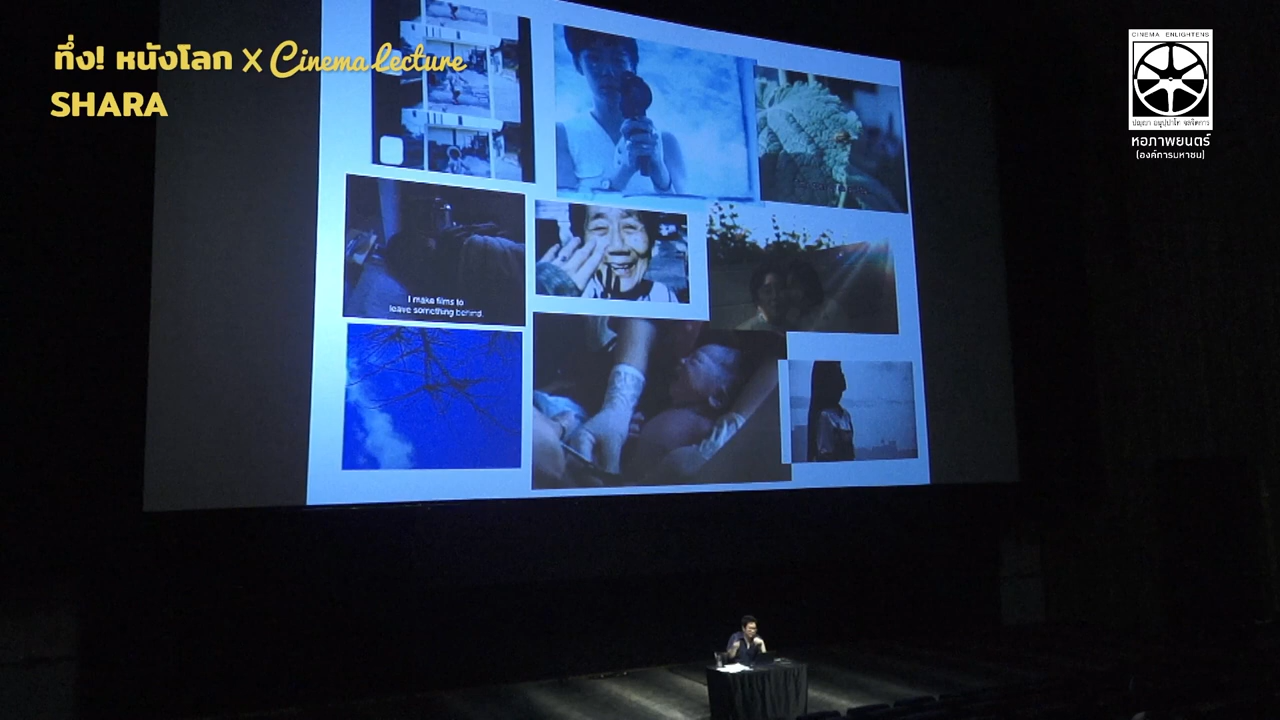 ทึ่ง! หนังโลก X Cinema Lecture
SHARA
CINEMA ENLIGHTENS
หอภาพยนตร์
(องค์การมหาชน)
I make films to
leave something behind.